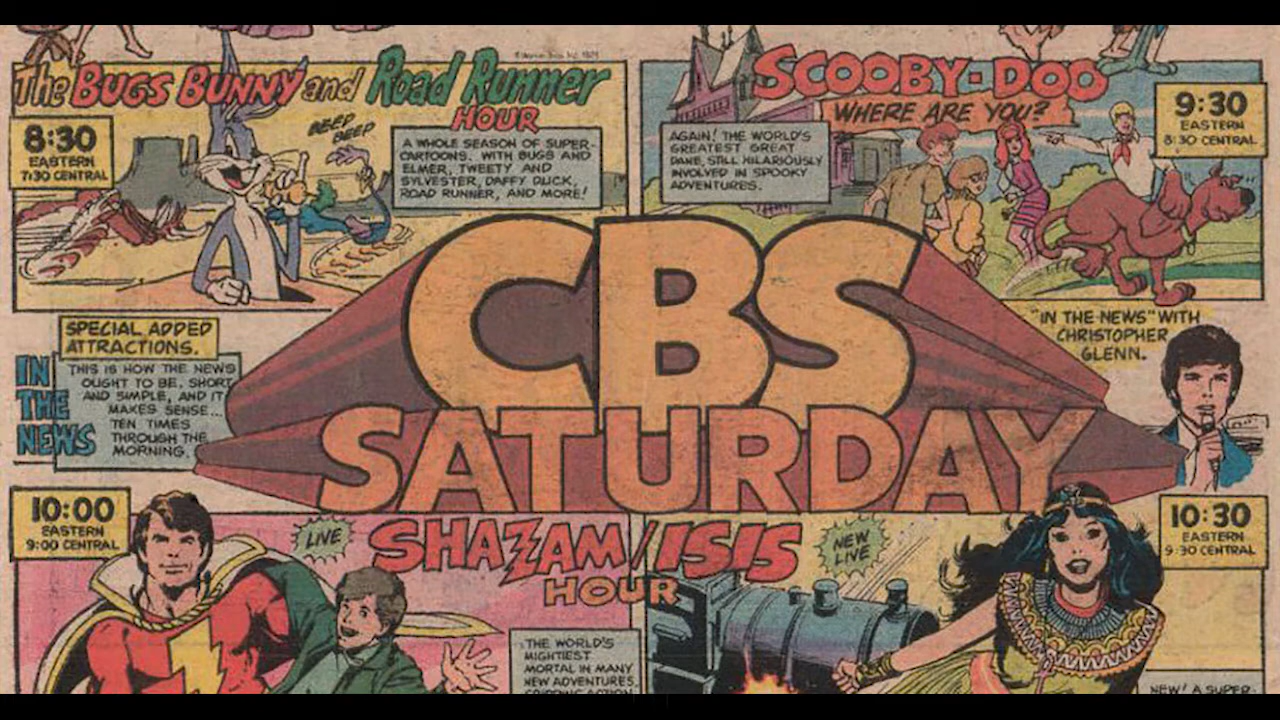 The BUGS BUNNY and Road Runner
HOUR
8:30
EASTERN
7:30 CENTRAL
BEEP
BEEP
A WHOLE SEASON OF SUPER-
CARTOONS. WITH BUGS AND
ELMER, TWEETY AND
SYLVESTER, DAFFY DUCK,
ROAD RUNNER, AND MORE!
SCOOBY-DOO
WHERE ARE YOU?
9:30
EASTERN
8:30 CENTRAL
AGAIN! THE WORLD'S
GREATEST GREAT
DANE, STILL HILARIOUSLY
INVOLVED IN SPOOKY
ADVENTURES.
CBS
SATURDAY
SPECIAL ADDED
ATTRACTIONS.
IN
THE
NEWS
THIS IS HOW THE NEWS
OUGHT TO BE, SHORT
AND SIMPLE, AND IT
MAKES SENSE...
TEN TIMES
THROUGH THE
MORNING.
"IN THE NEWS" WITH
CHRISTOPHER
GLENN.
10:00
EASTERN
9:00 CENTRAL
LIVE
SHAZAM/ISIS
HOUR
NEW
LIVE
10:30
EASTERN
9:30 CENTRAL
THE WORLD'S
MIGHTIEST
MORTAL IN MANY
NEW ADVENTURES.
NEW! A SUPER-